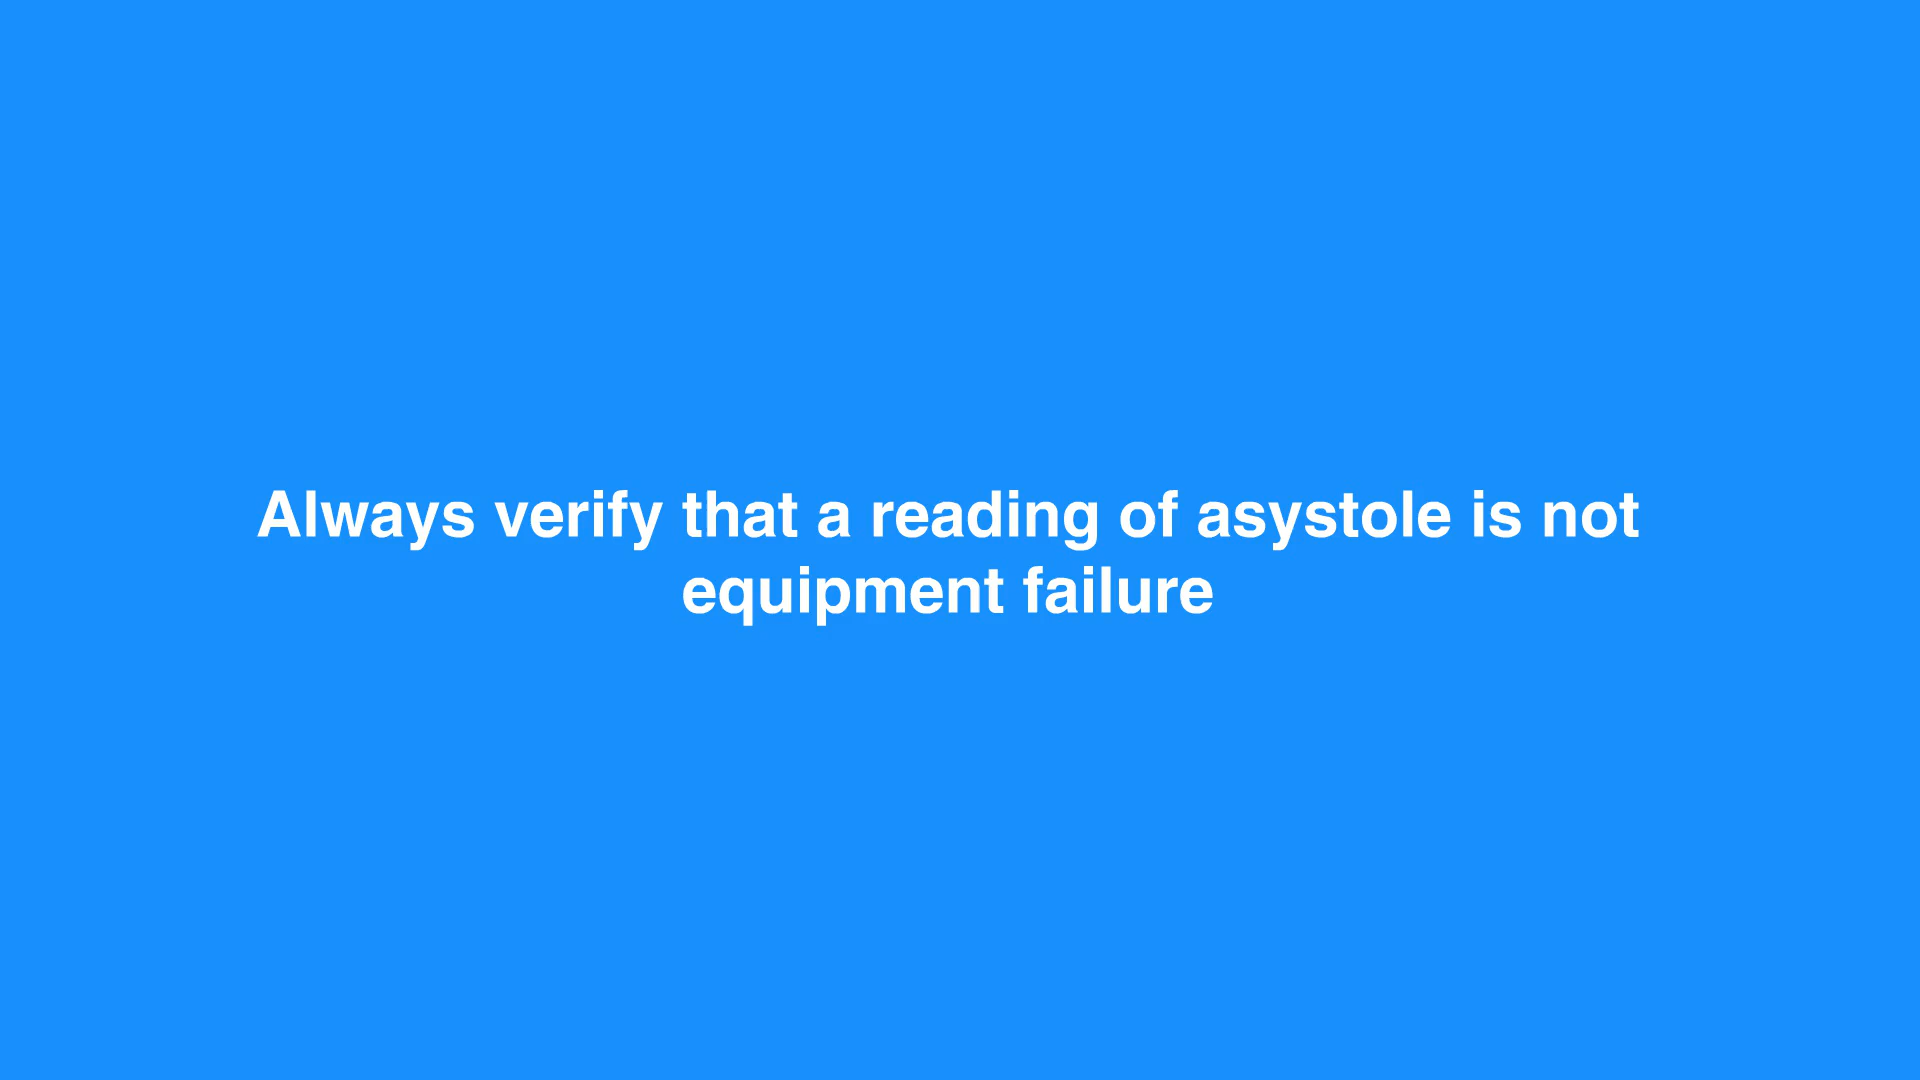 Always verify that a reading of asystole is not
equipment failure